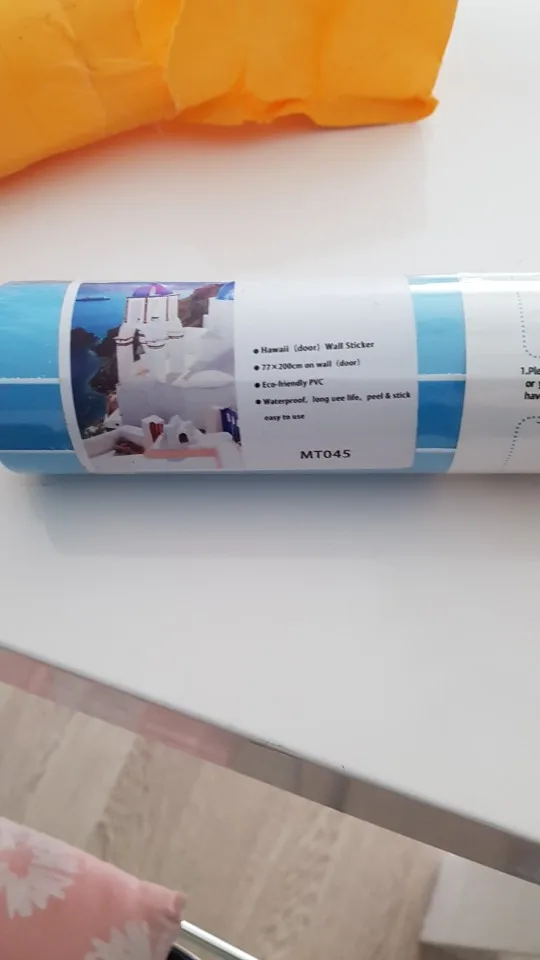 ● Hawaii (door) Wall Sticker
● 77×200cm on wall (door)
● Eco-friendly PVC
● Waterproof, long uee life, peel & stick
easy to use
MT045
1.Ple
or y
hav